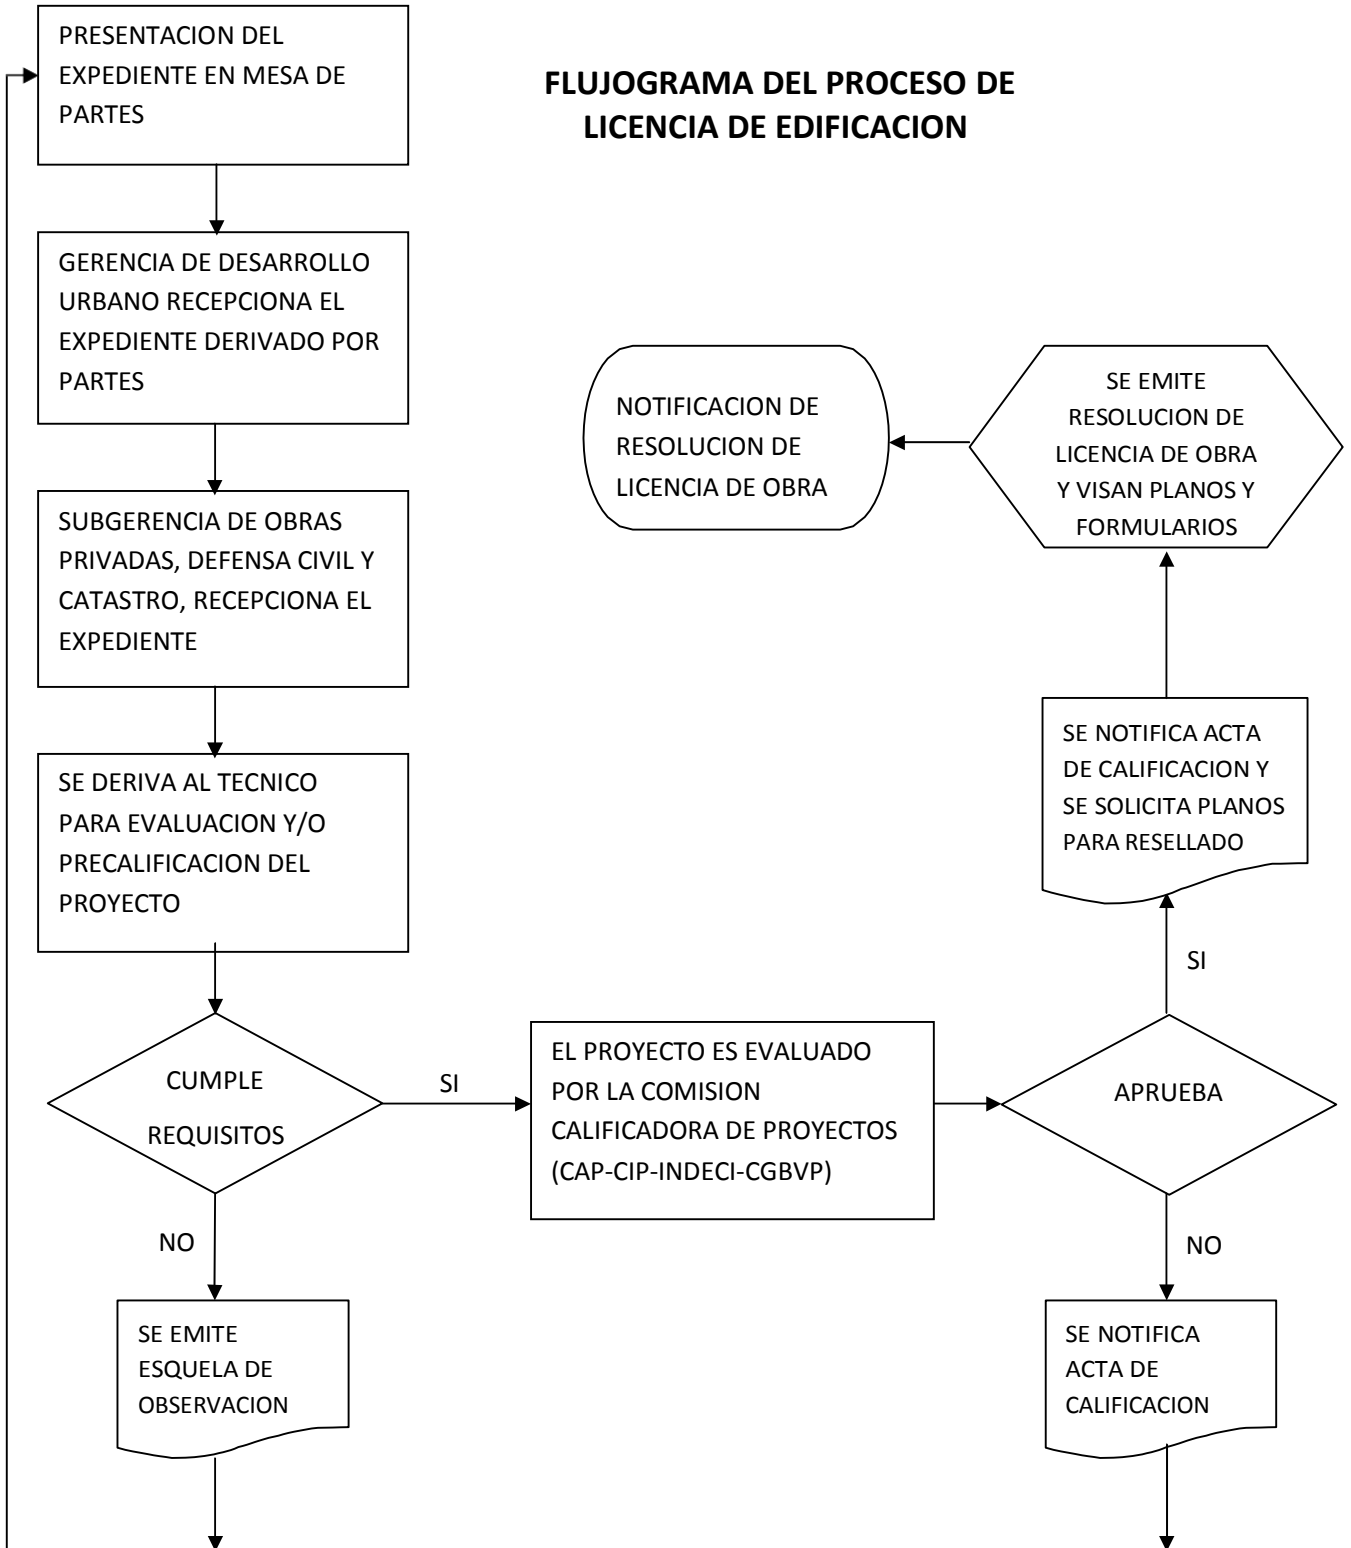 PRESENTACION DEL
EXPEDIENTE EN MESA DE
PARTES
FLUJOGRAMA DEL PROCESO DE
LICENCIA DE EDIFICACION
GERENCIA DE DESARROLLO
URBANO RECEPCIONA EL
EXPEDIENTE DERIVADO POR
PARTES
SUBGERENCIA DE OBRAS
PRIVADAS, DEFENSA CIVIL Y
CATASTRO, RECEPCIONA EL
EXPEDIENTE
SE DERIVA AL TECNICO
PARA EVALUACION Y/O
PRECALIFICACION DEL
PROYECTO
CUMPLE
REQUISITOS
SI
NO
SE EMITE
ESQUELA DE
OBSERVACION
EL PROYECTO ES EVALUADO
POR LA COMISION
CALIFICADORA DE PROYECTOS
(CAP-CIP-INDECI-CGBVP)
APRUEBA
SI
NO
SE NOTIFICA
ACTA DE
CALIFICACION
SE NOTIFICA ACTA
DE CALIFICACION Y
SE SOLICITA PLANOS
PARA RESELLADO
SE EMITE
RESOLUCION DE
LICENCIA DE OBRA
Y VISAN PLANOS Y
FORMULARIOS
NOTIFICACION DE
RESOLUCION DE
LICENCIA DE OBRA